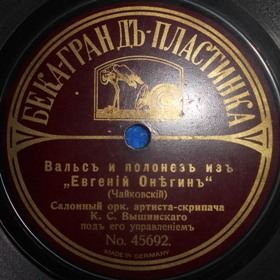 БЕКА-ГРАНДЪ-ПЛАСТИНКА
Вальсъ и полонезъ изъ
„Евгеній Онѣгинъ“
(Чайковскій)
Салонный орк. артиста-скрипача
К. С. Вышинскаго
подъ его управленіемъ
No. 45692.
MADE IN GERMANY